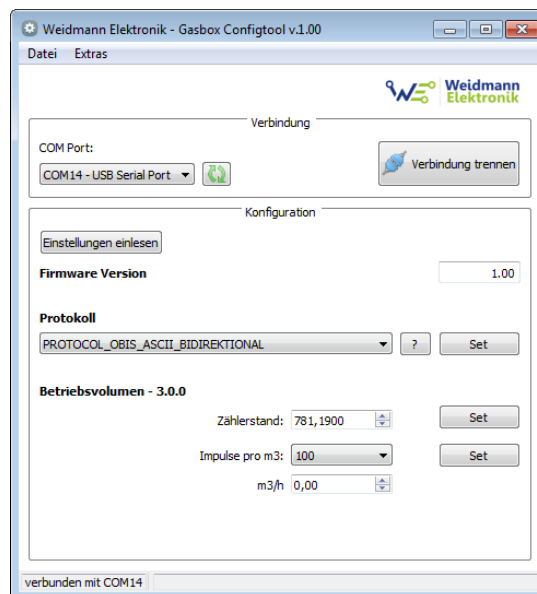 Weidmann Elektronik - Gasbox Configtool v.1.00
Datei Extras
WE Weidmann
Elektronik
Verbindung
COM Port:
COM14 - USB Serial Port
Verbindung trennen
Konfiguration
Einstellungen einlesen
Firmware Version 1.00
Protokoll
PROTOCOL_OBIS_ASCII_BIDIREKTIONAL ? Set
Betriebsvolumen - 3.0.0
Zählerstand: 781,1900 Set
Impulse pro m3: 100 Set
m3/h 0,00
verbunden mit COM14